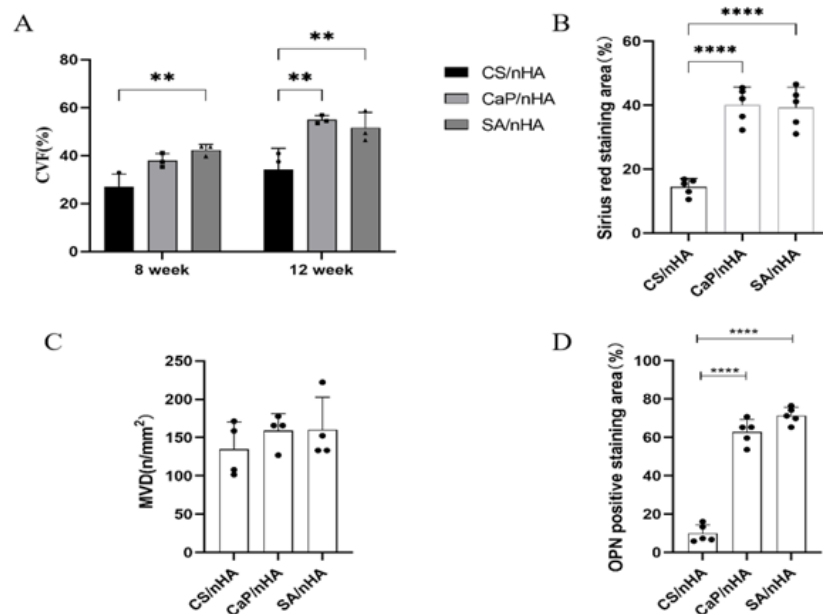 A
CVF(%)
80
60
40
20
0
**
**
**
8 week
12 week
CS/nHA
CaP/nHA
SA/nHA
B
Sirius red staining area(%)
60
40
20
0
****
****
CS/nHA
CaP/nHA
SA/nHA
C
MVD(n/mm²)
250
200
150
100
50
0
CS/nHA
CaP/nHA
SA/nHA
D
OPN positive staining area(%)
100
80
60
40
20
0
****
****
CS/nHA
CaP/nHA
SA/nHA